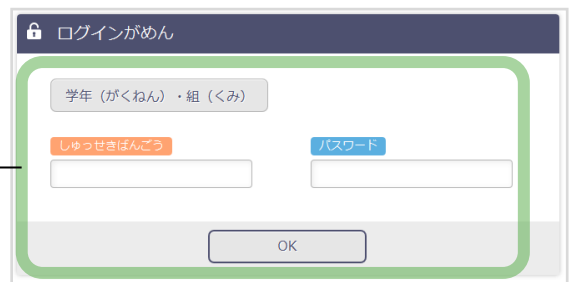 ログインがめん
学年（がくねん）・組（くみ）
しゅっせきばんごう
パスワード
OK